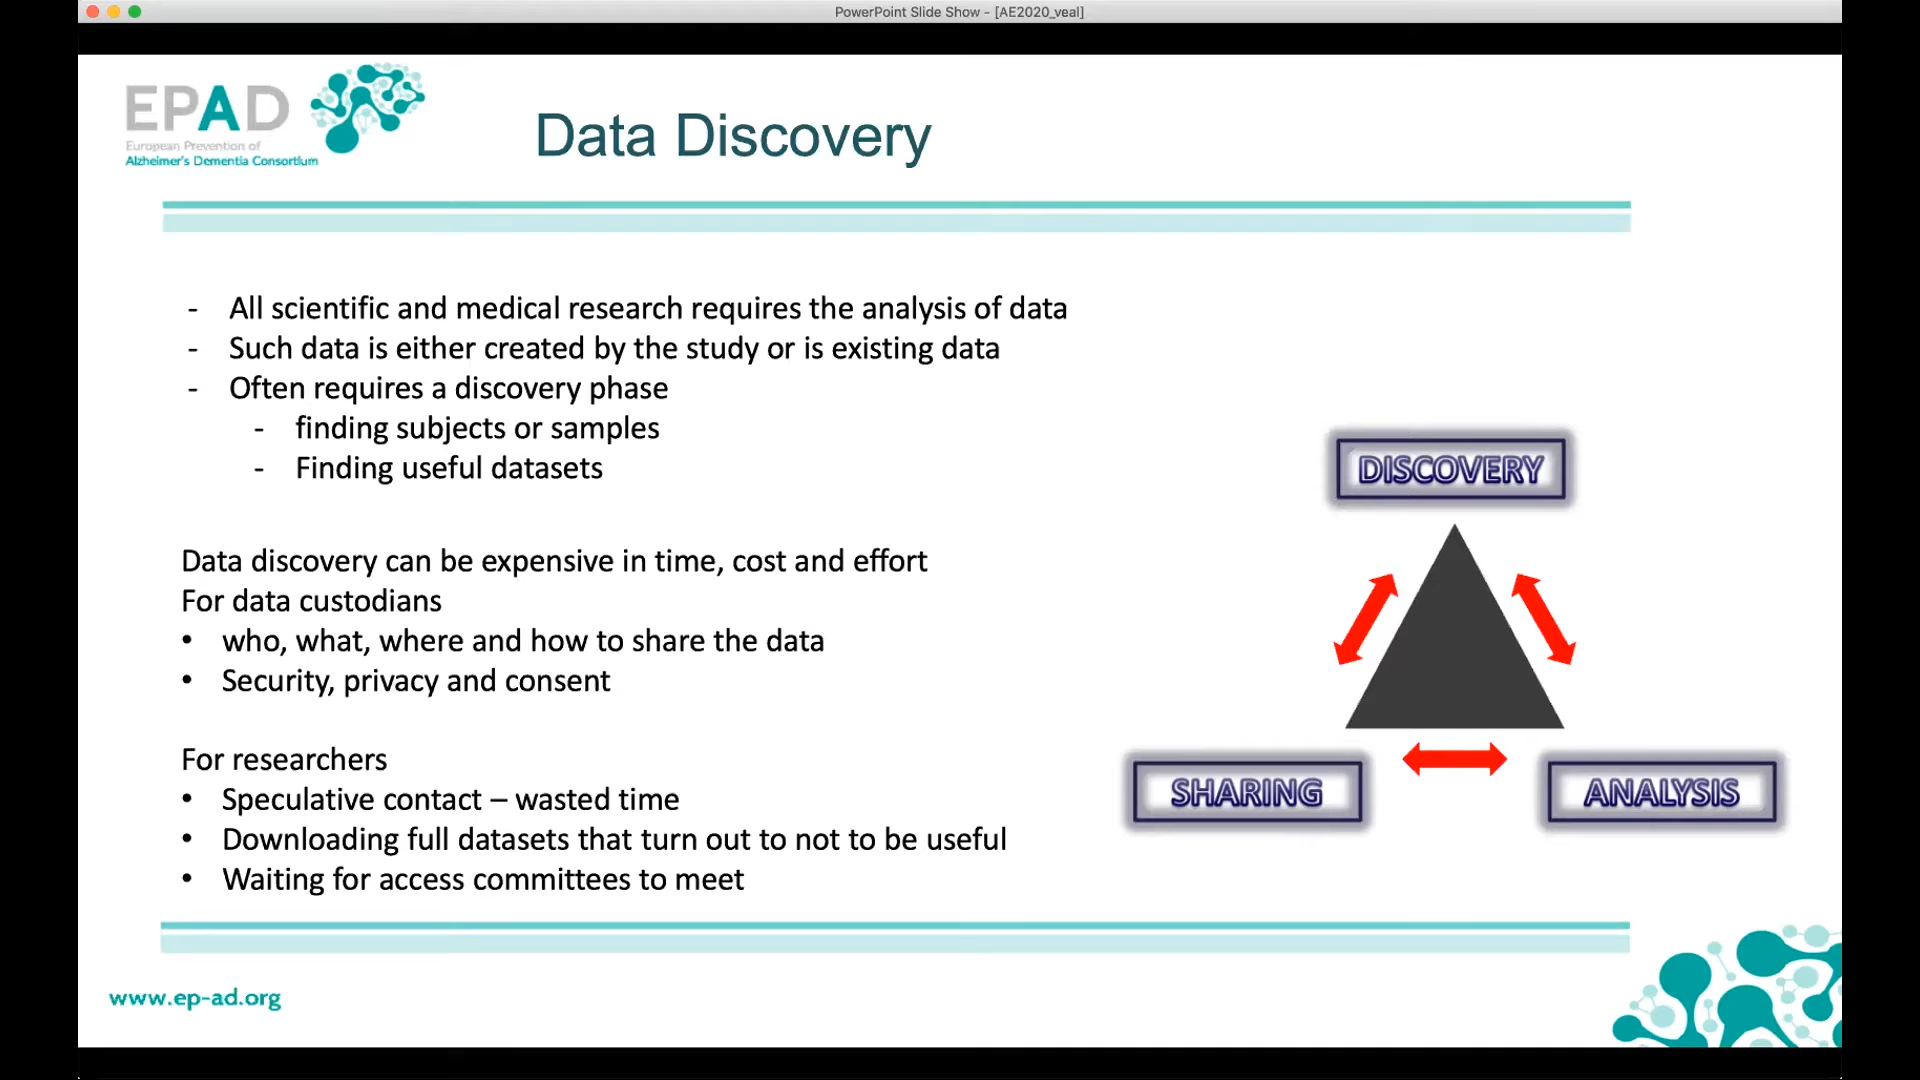 PowerPoint Slide Show - [AE2020_veal]
EPAD
European Prevention of
Alzheimer's Dementia Consortium
Data Discovery
- All scientific and medical research requires the analysis of data
- Such data is either created by the study or is existing data
- Often requires a discovery phase
- finding subjects or samples
- Finding useful datasets
Data discovery can be expensive in time, cost and effort
For data custodians
• who, what, where and how to share the data
• Security, privacy and consent
For researchers
• Speculative contact – wasted time
• Downloading full datasets that turn out to not to be useful
• Waiting for access committees to meet
DISCOVERY
SHARING
ANALYSIS
www.ep-ad.org